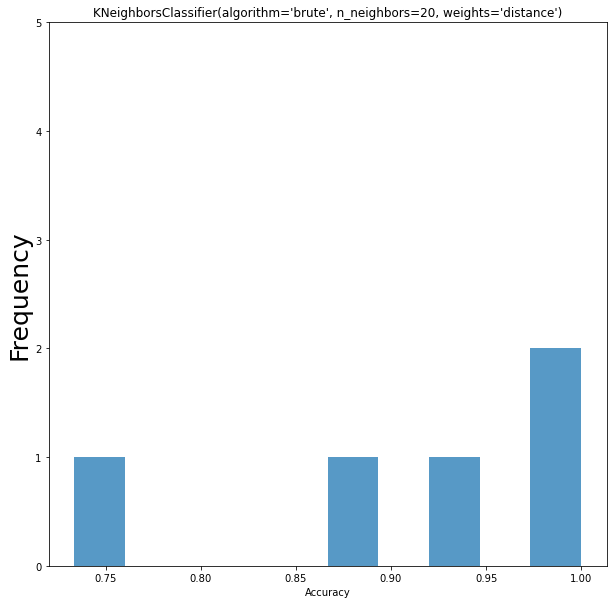 KNeighborsClassifier(algorithm='brute', n_neighbors=20, weights='distance')
Frequency
5
4
3
2
1
0
0.75 0.80 0.85 0.90 0.95 1.00
Accuracy